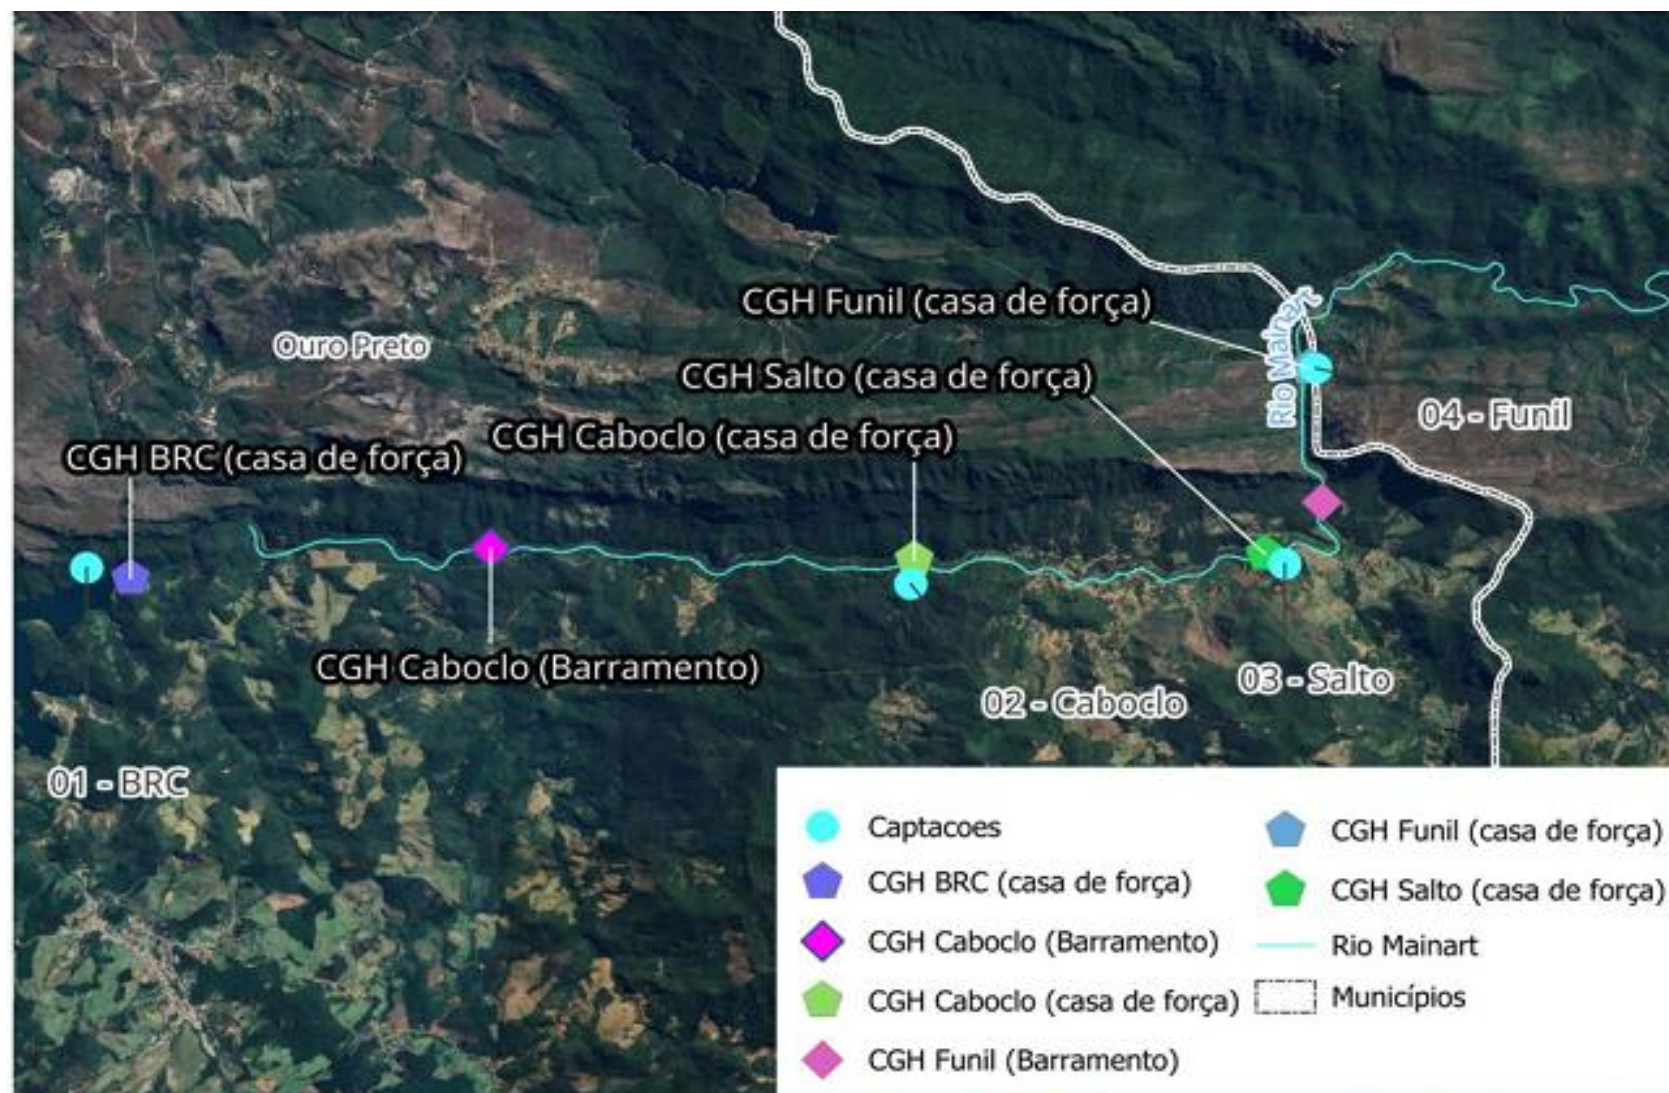 CGH Funil (casa de força)
Rio Mainart
Ouro Preto
CGH Salto (casa de força)
04 - Funil
CGH Caboclo (casa de força)
CGH BRC (casa de força)
CGH Caboclo (Barramento)
03 - Salto
02 - Caboclo
01 - BRC
Captacoes
CGH BRC (casa de força)
CGH Caboclo (Barramento)
CGH Caboclo (casa de força)
CGH Funil (Barramento)
CGH Funil (casa de força)
CGH Salto (casa de força)
Rio Mainart
Municípios